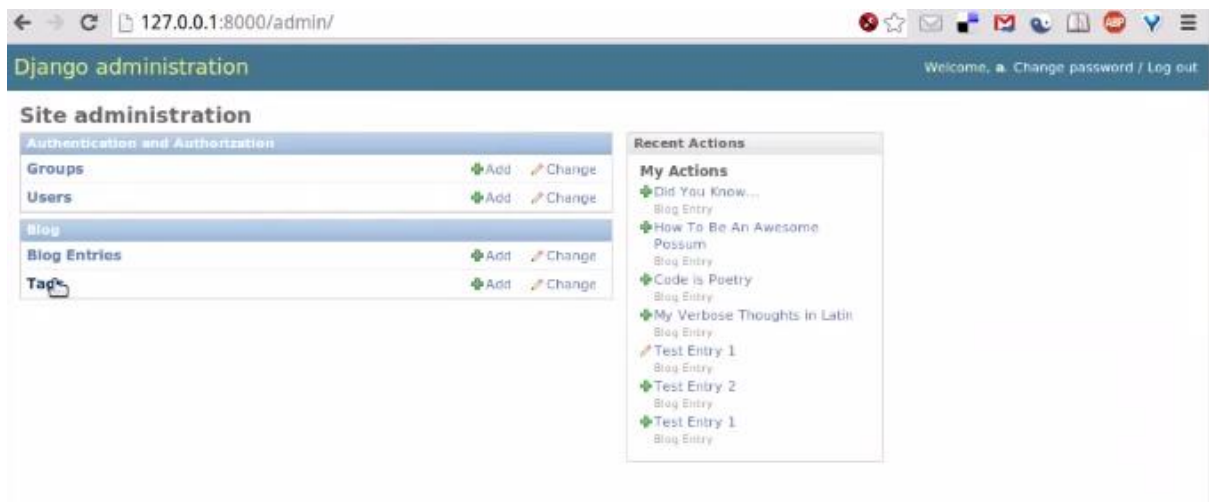 127.0.0.1:8000/admin/
ABP
Django administration
Welcome, a. Change password / Log out
Site administration
Authentication and Authorization
Groups Add Change
Users Add Change
Blog
Blog Entries Add Change
Tags Add Change
Recent Actions
My Actions
Did You Know...
Blog Entry
How To Be An Awesome
Possum
Blog Entry
Code is Poetry
Blog Entry
My Verbose Thoughts in Latin
Blog Entry
Test Entry 1
Blog Entry
Test Entry 2
Blog Entry
Test Entry 1
Blog Entry